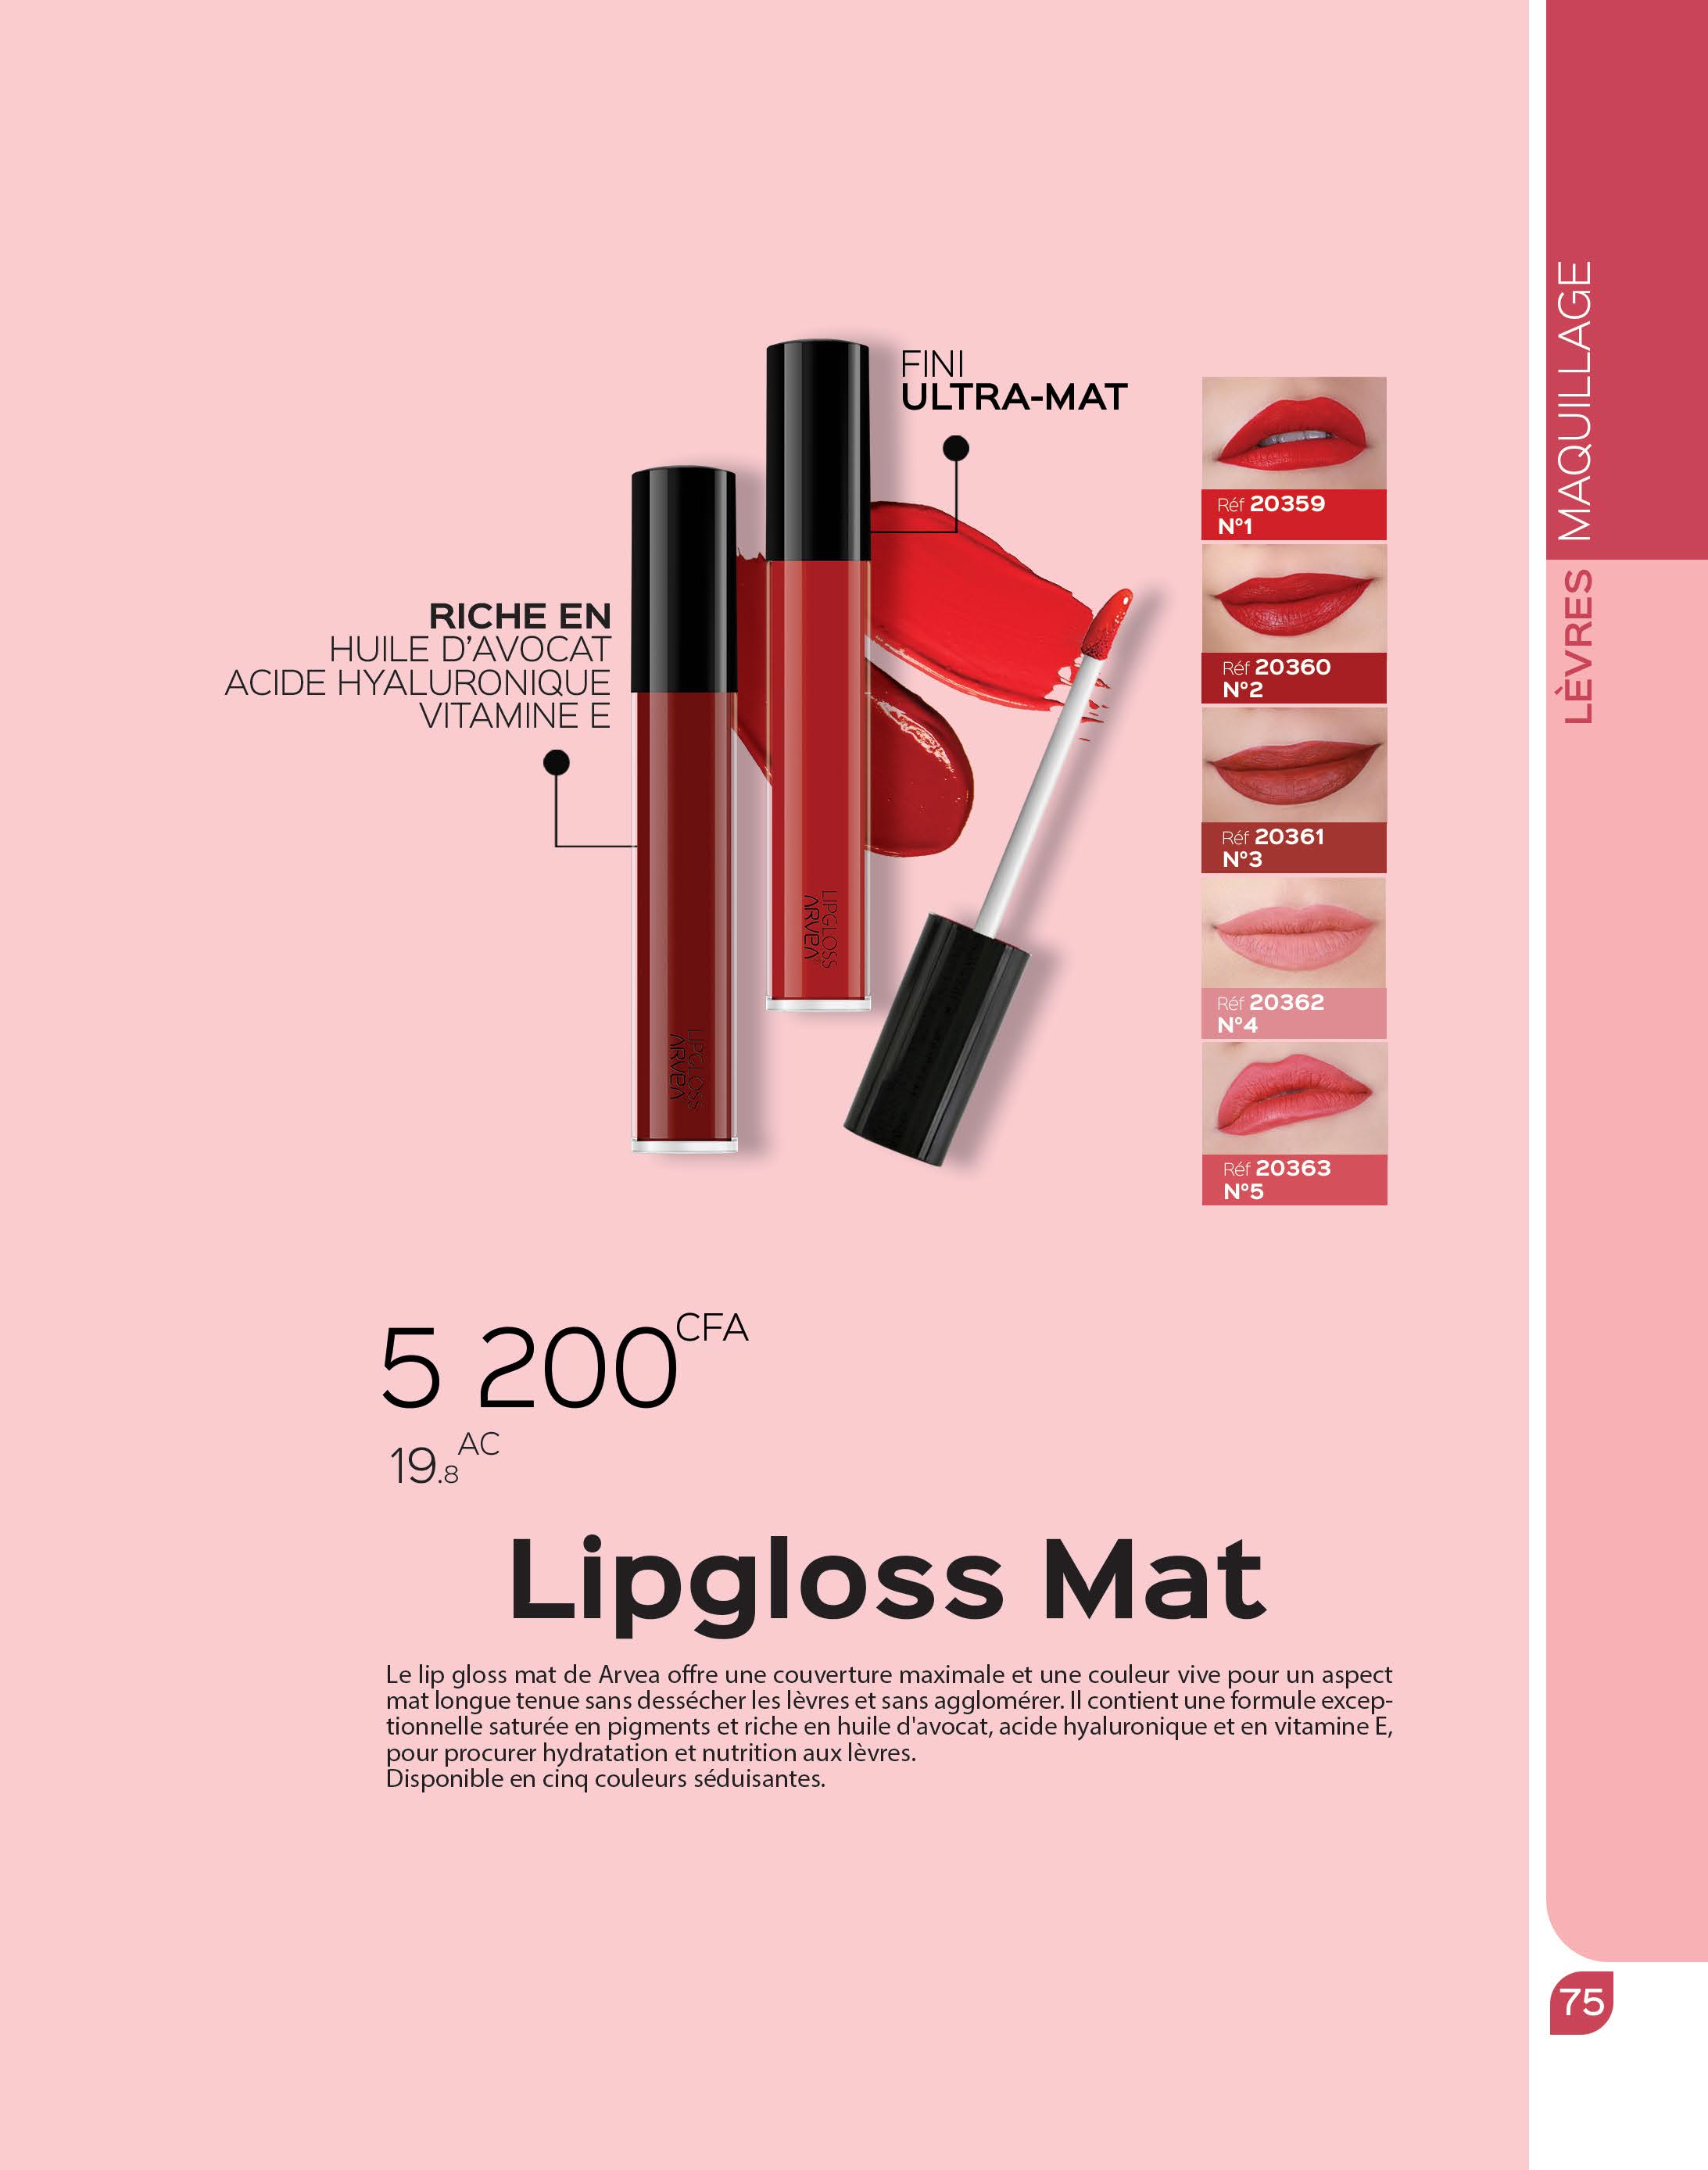 MAQUILLAGE
LÈVRES
FINI
ULTRA-MAT
RICHE EN
HUILE D'AVOCAT
ACIDE HYALURONIQUE
VITAMINE E
LIPGLOSS
ARVEA
LIPGLOSS
ARVEA
Réf 20359
N°1
Réf 20360
N°2
Réf 20361
N°3
Réf 20362
N°4
Réf 20363
N°5
5 200 CFA
19.8 AC
Lipgloss Mat
Le lip gloss mat de Arvea offre une couverture maximale et une couleur vive pour un aspect
mat longue tenue sans dessécher les lèvres et sans agglomérer. Il contient une formule excep-
tionnelle saturée en pigments et riche en huile d'avocat, acide hyaluronique et en vitamine E,
pour procurer hydratation et nutrition aux lèvres.
Disponible en cinq couleurs séduisantes.
75